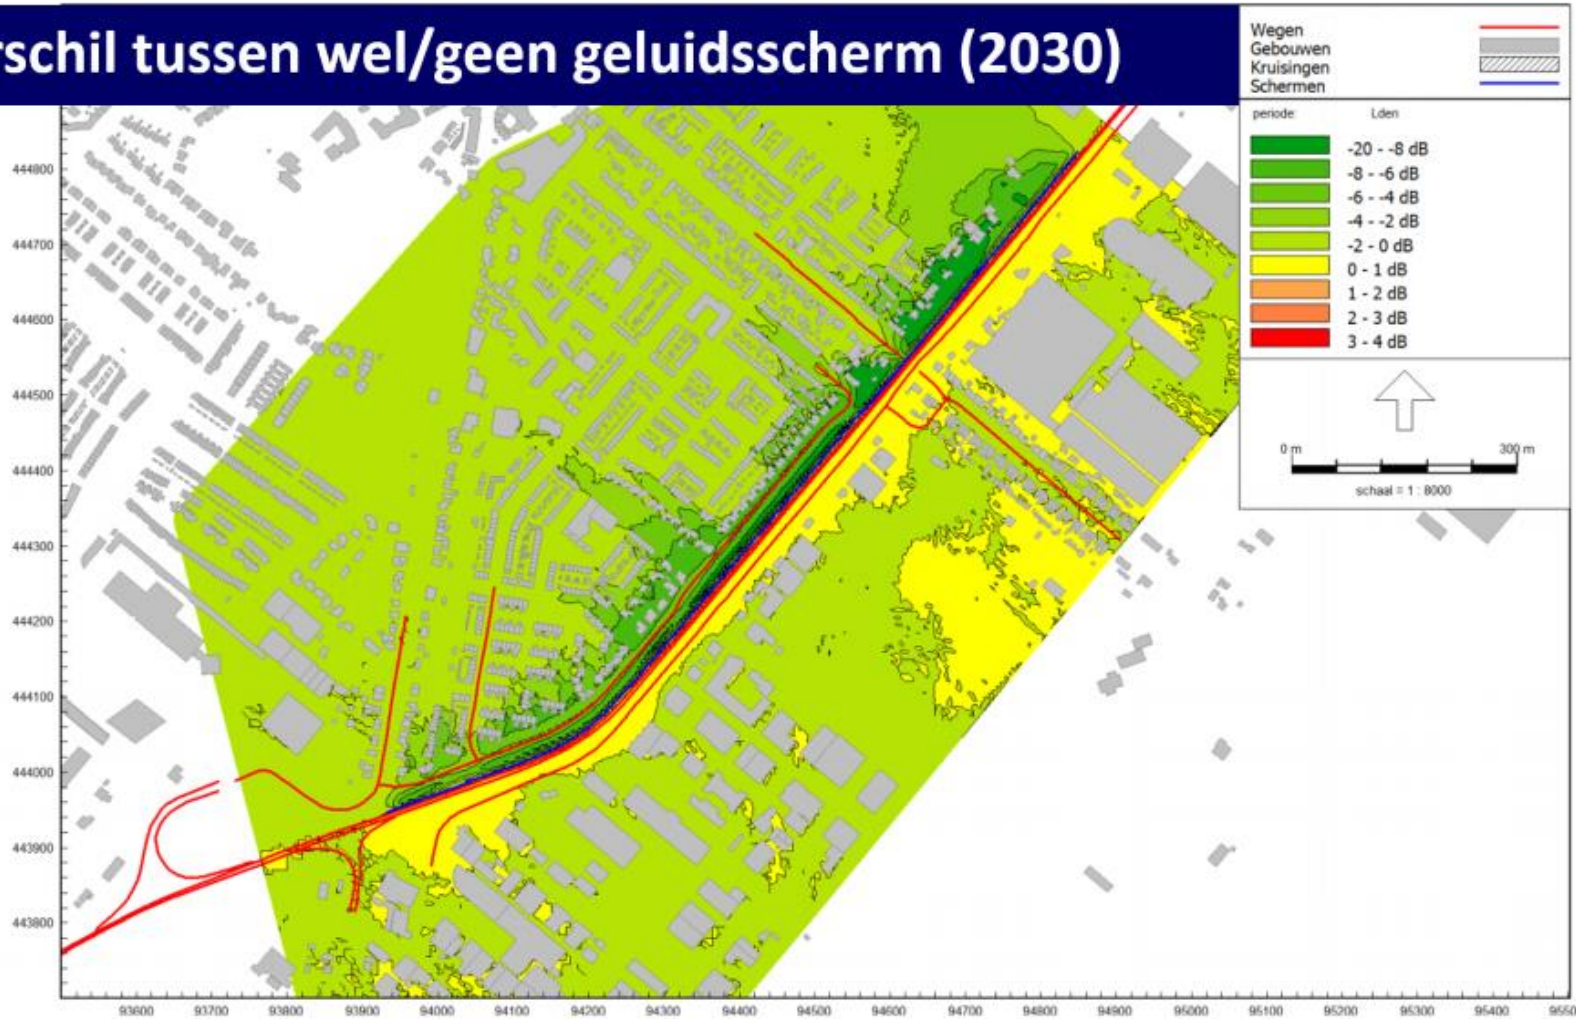 rschil tussen wel/geen geluidsscherm (2030)
Wegen
Gebouwen
Kruisingen
Schermen
periode: Lden
-20 - -8 dB
-8 - -6 dB
-6 - -4 dB
-4 - -2 dB
-2 - 0 dB
0 - 1 dB
1 - 2 dB
2 - 3 dB
3 - 4 dB
0 m 300 m
schaal = 1 : 8000
444800
444700
444600
444500
444400
444300
444200
444100
444000
443900
443800
93600 93700 93800 93900 94000 94100 94200 94300 94400 94500 94600 94700 94800 94900 95000 95100 95200 95300 95400 9550